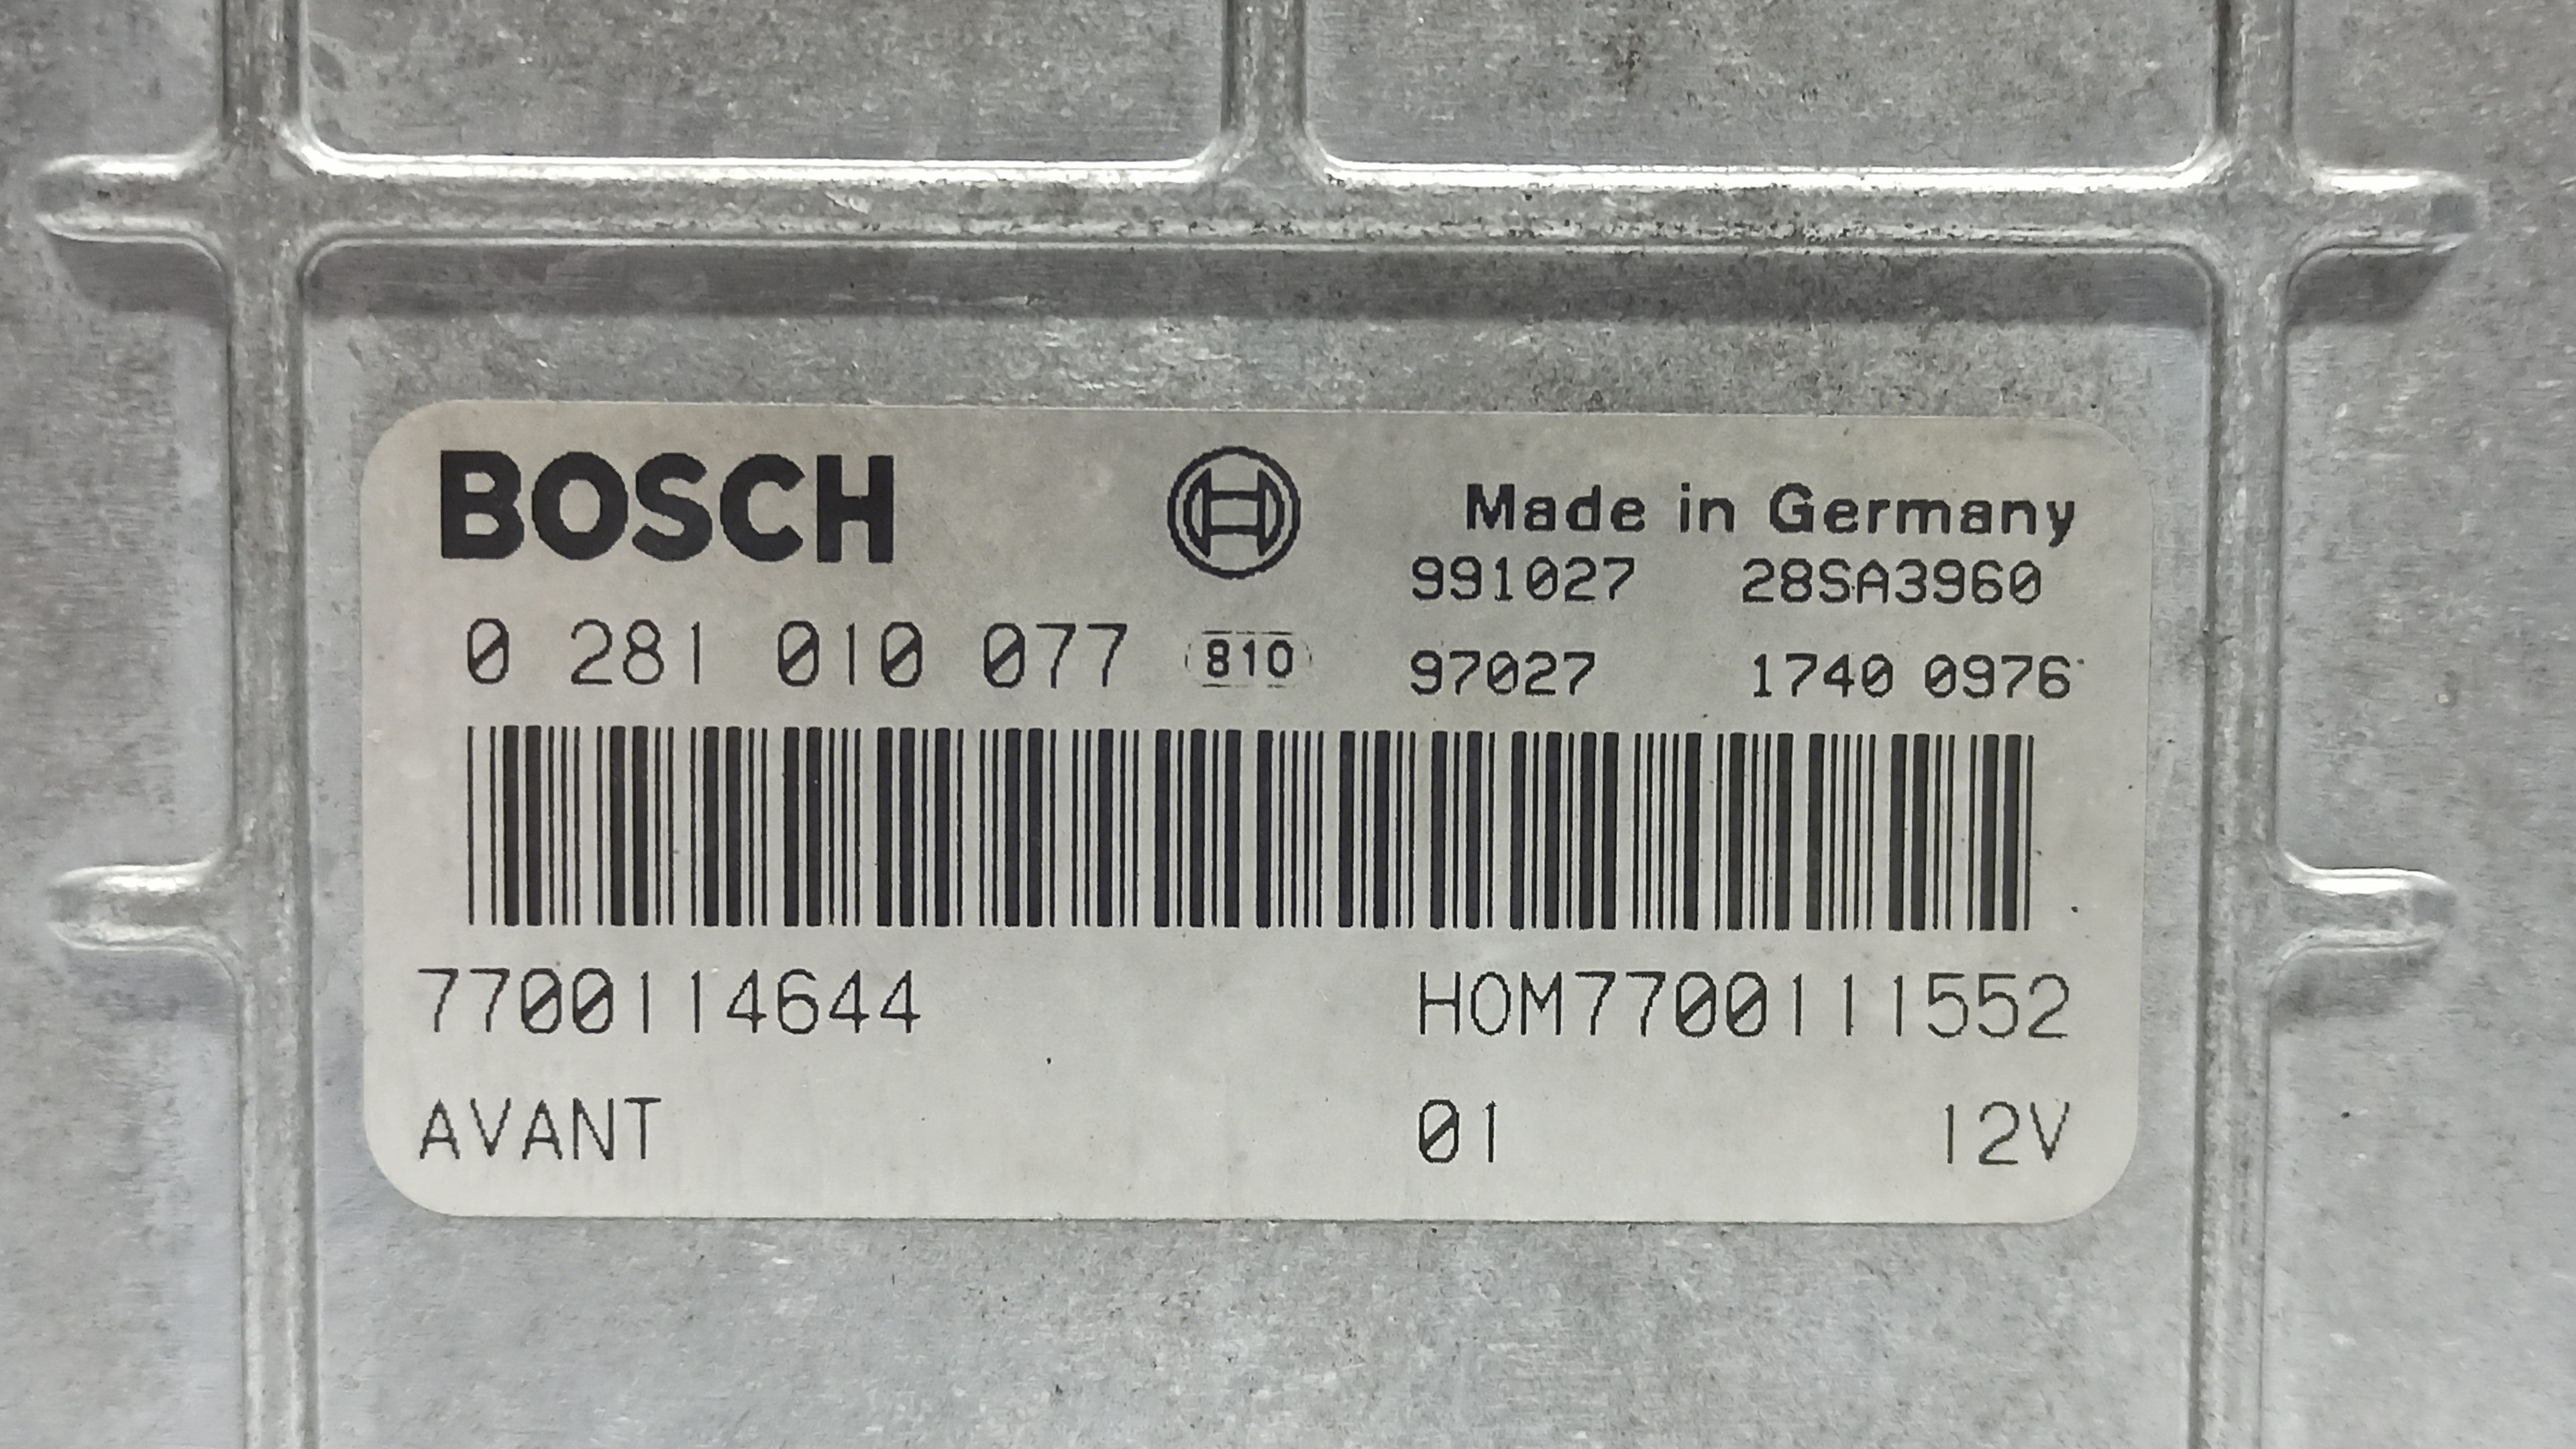 BOSCH Made in Germany
991027 28SA3960
0 281 010 077 810 97027 1740 0976
7700114644 HOM7700111552
AVANT 01 12V